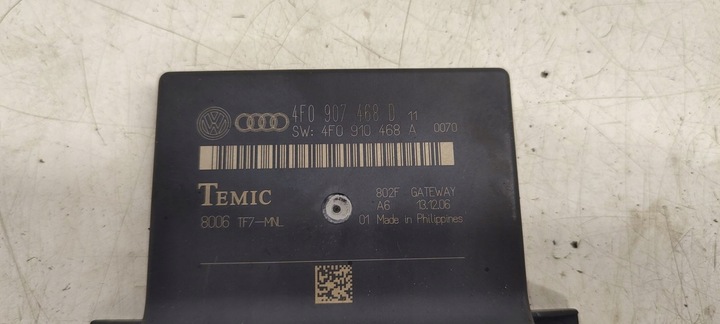 4F0 907 468 D 11
SW: 4F0 910 468 A 0070
TEMIC 802F GATEWAY
A6 13.12.06
8006 TF7-MNL 01 Made in Philippines